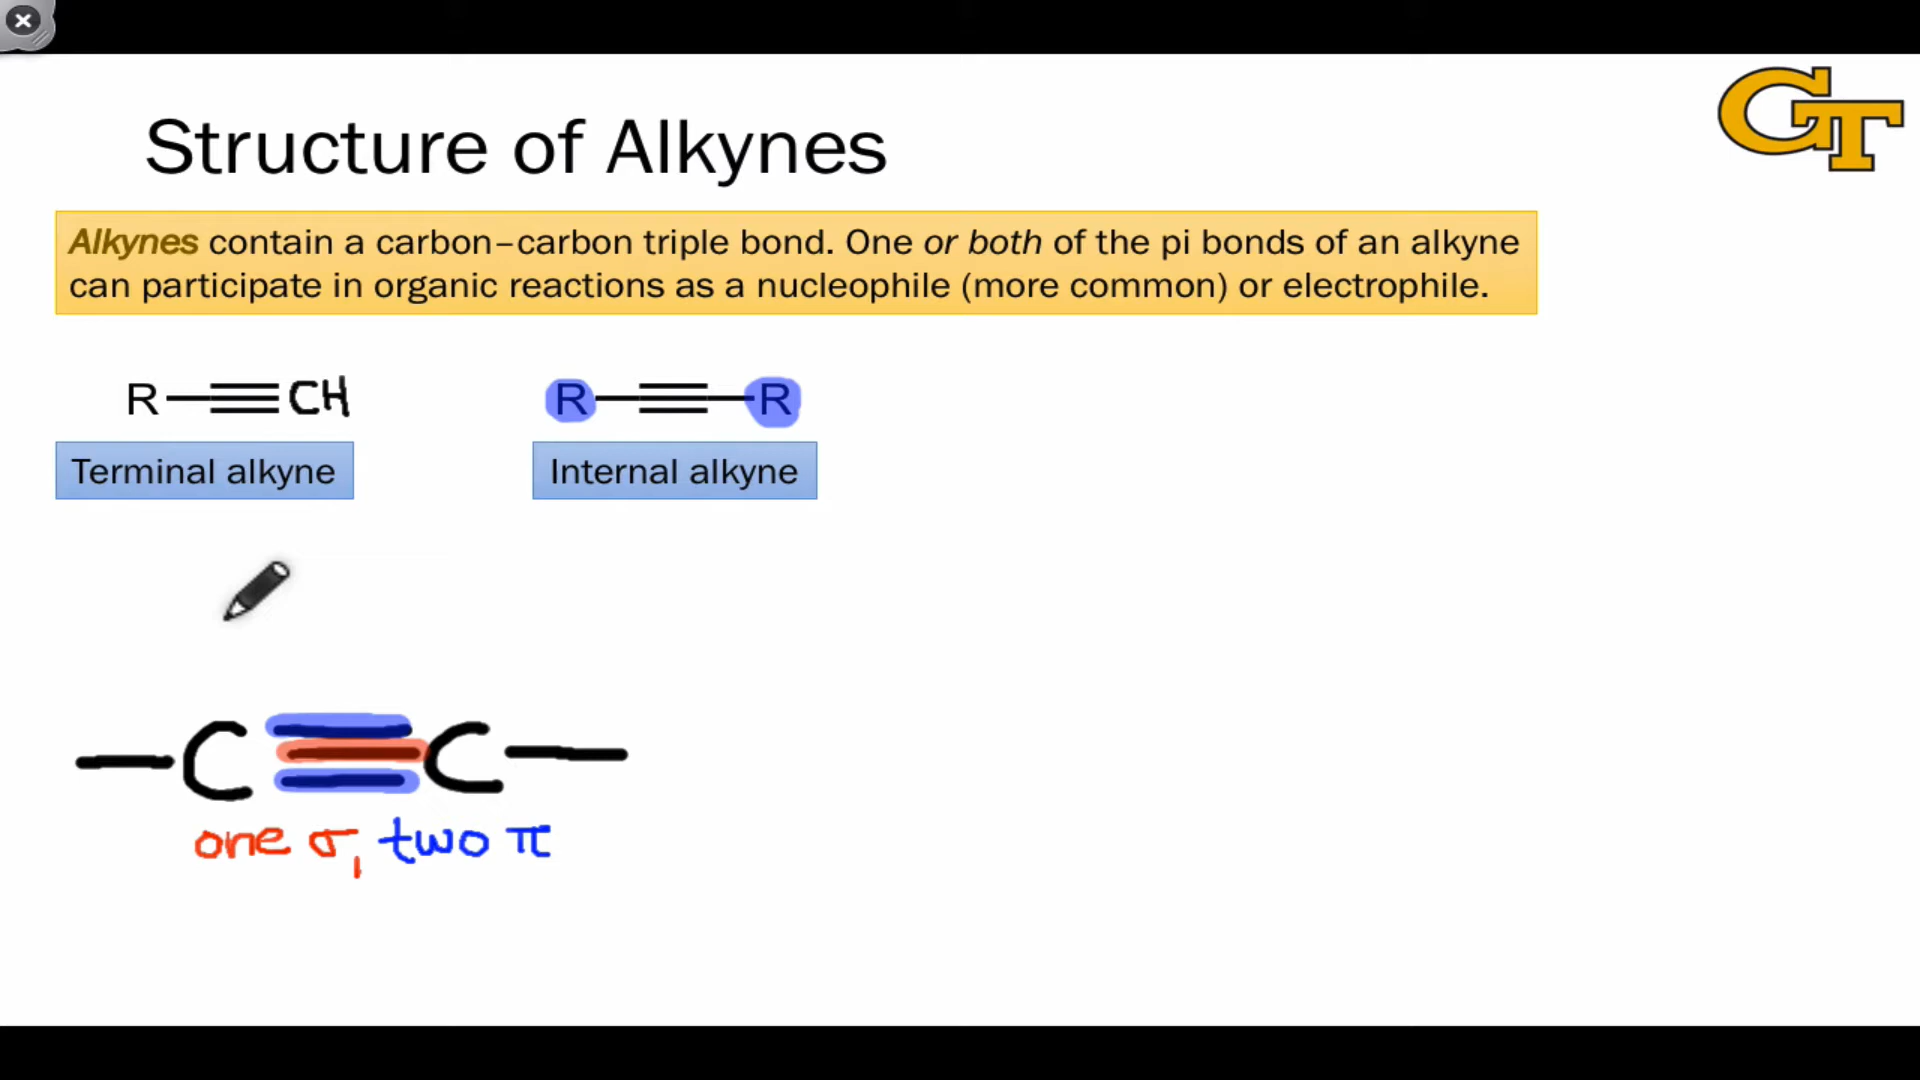 GT
Structure of Alkynes
Alkynes contain a carbon–carbon triple bond. One or both of the pi bonds of an alkyne
can participate in organic reactions as a nucleophile (more common) or electrophile.
R CH R R
Terminal alkyne Internal alkyne
C C
one σ, two π